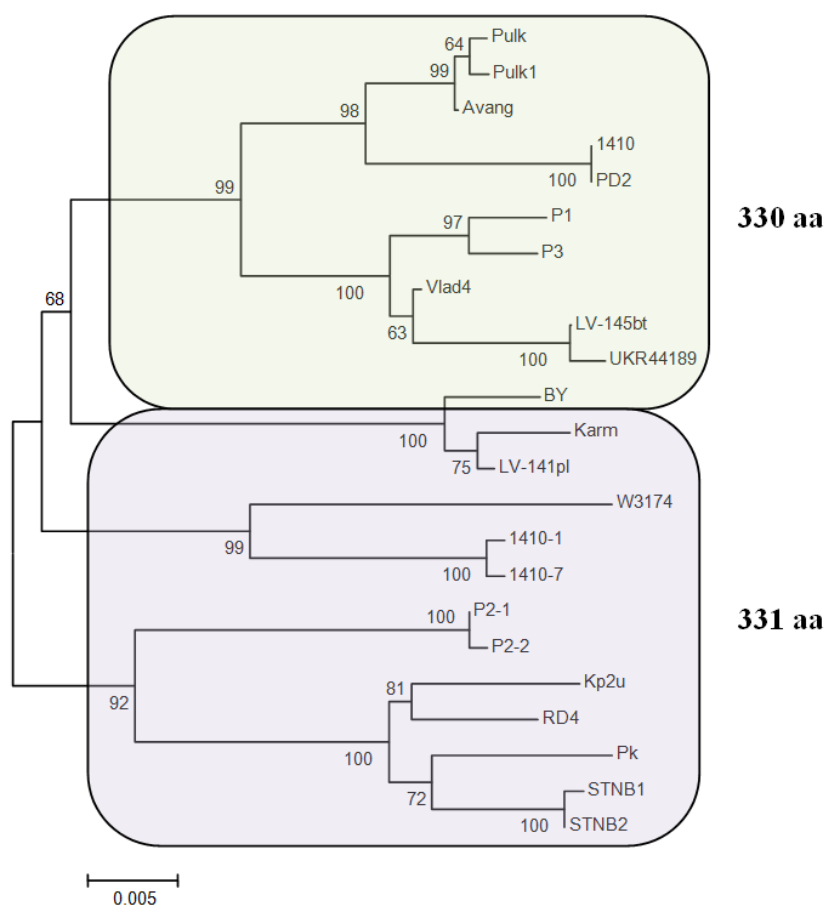 Pulk
64
Pulk1
99
Avang
98
1410
100
PD2
99
P1
97
P3
330 aa
100
Vlad4
63
LV-145bt
100
UKR44189
68
BY
100
Karm
75
LV-141pl
W3174
99
1410-1
100
1410-7
100
P2-1
P2-2
331 aa
92
81
Kp2u
RD4
100
Pk
72
STNB1
100
STNB2
0.005